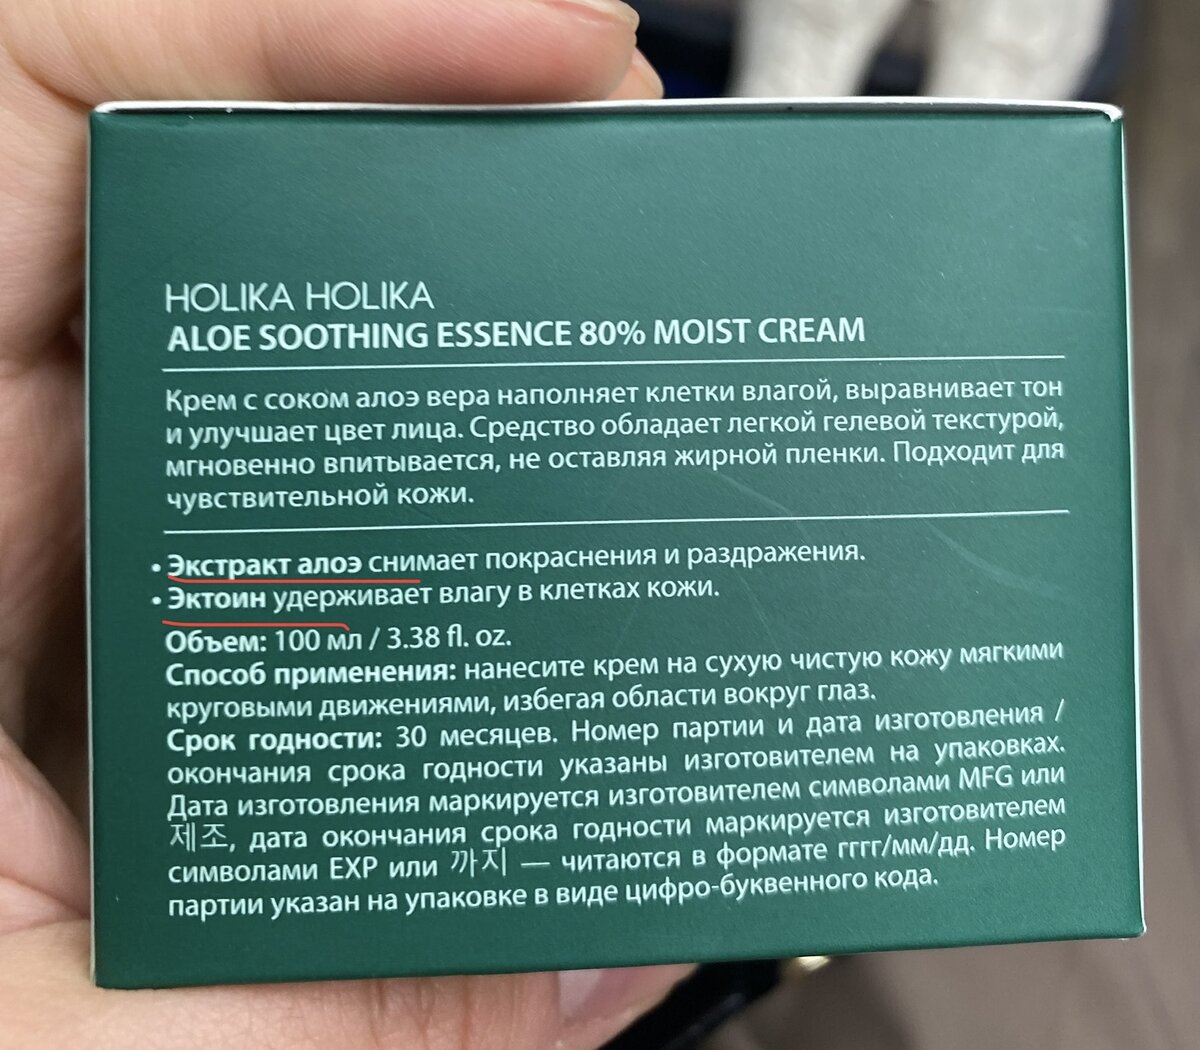 HOLIKA HOLIKA
ALOE SOOTHING ESSENCE 80% MOIST CREAM
Крем с соком алоэ вера наполняет клетки влагой, выравнивает тон
и улучшает цвет лица. Средство обладает легкой гелевой текстурой,
мгновенно впитывается, не оставляя жирной пленки. Подходит для
чувствительной кожи.
• Экстракт алоэ снимает покраснения и раздражения.
• Эктоин удерживает влагу в клетках кожи.
Объем: 100 мл / 3.38 fl. oz.
Способ применения: нанесите крем на сухую чистую кожу мягкими
круговыми движениями, избегая области вокруг глаз.
Срок годности: 30 месяцев. Номер партии и дата изготовления /
окончания срока годности указаны изготовителем на упаковках.
Дата изготовления маркируется изготовителем символами MFG или
제조, дата окончания срока годности маркируется изготовителем
символами EXP или 까지 — читаются в формате гггг/мм/дд. Номер
партии указан на упаковке в виде цифро-буквенного кода.